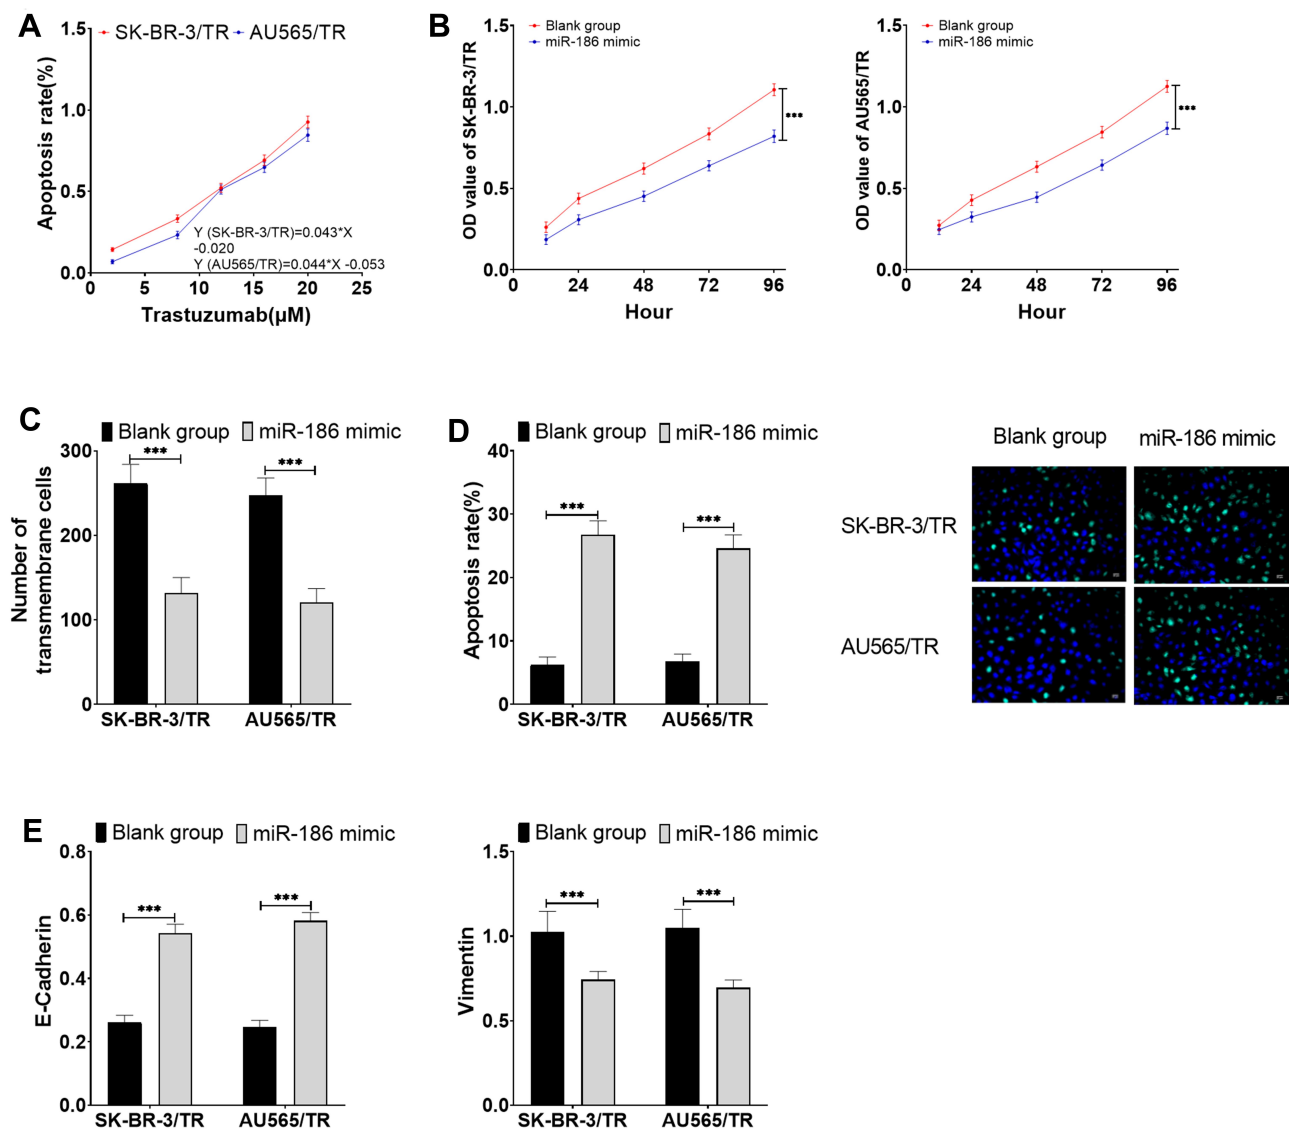 A
SK-BR-3/TR AU565/TR
Apoptosis rate(%)
1.5
1.0
0.5
0.0
Y (SK-BR-3/TR)=0.043*X
-0.020
Y (AU565/TR)=0.044*X -0.053
0 5 10 15 20 25
Trastuzumab(μM)
B
Blank group
miR-186 mimic
OD value of SK-BR-3/TR
1.5
1.0
0.5
0.0
***
0 24 48 72 96
Hour
Blank group
miR-186 mimic
OD value of AU565/TR
1.5
1.0
0.5
0.0
***
0 24 48 72 96
Hour
C
Blank group miR-186 mimic
Number of
transmembrane cells
300
200
100
0
*** ***
SK-BR-3/TR AU565/TR
D
Blank group miR-186 mimic
Apoptosis rate(%)
40
30
20
10
0
*** ***
SK-BR-3/TR AU565/TR
Blank group miR-186 mimic
SK-BR-3/TR
AU565/TR
E
Blank group miR-186 mimic
E-Cadherin
0.8
0.6
0.4
0.2
0.0
*** ***
SK-BR-3/TR AU565/TR
Blank group miR-186 mimic
Vimentin
1.5
1.0
0.5
0.0
*** ***
SK-BR-3/TR AU565/TR